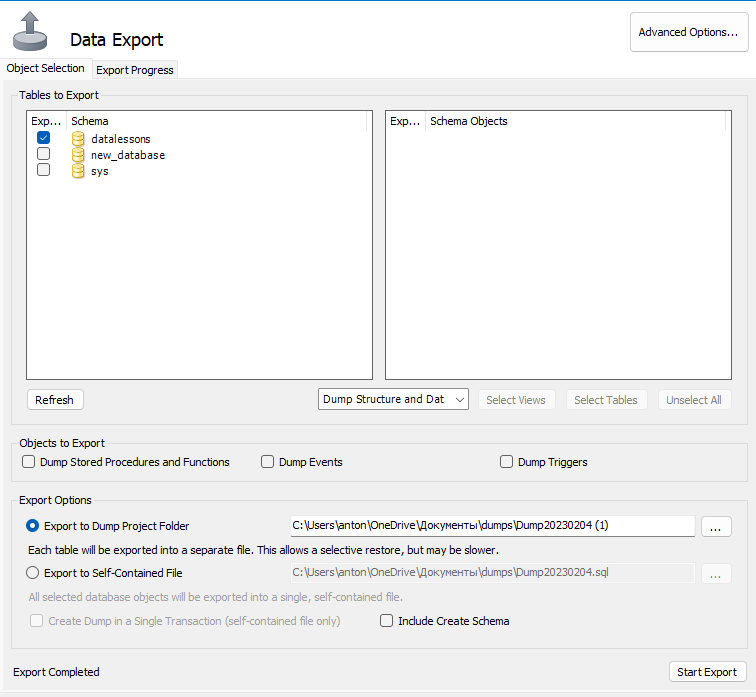 Data Export
Advanced Options...
Object Selection
Export Progress
Tables to Export
Exp... Schema
datalessons
new_database
sys
Exp... Schema Objects
Refresh
Dump Structure and Dat
Select Views
Select Tables
Unselect All
Objects to Export
Dump Stored Procedures and Functions
Dump Events
Dump Triggers
Export Options
Export to Dump Project Folder
C:\Users\anton\OneDrive\Документы\dumps\Dump20230204 (1)
...
Each table will be exported into a separate file. This allows a selective restore, but may be slower.
Export to Self-Contained File
C:\Users\anton\OneDrive\Документы\dumps\Dump20230204.sql
...
All selected database objects will be exported into a single, self-contained file.
Create Dump in a Single Transaction (self-contained file only)
Include Create Schema
Export Completed
Start Export